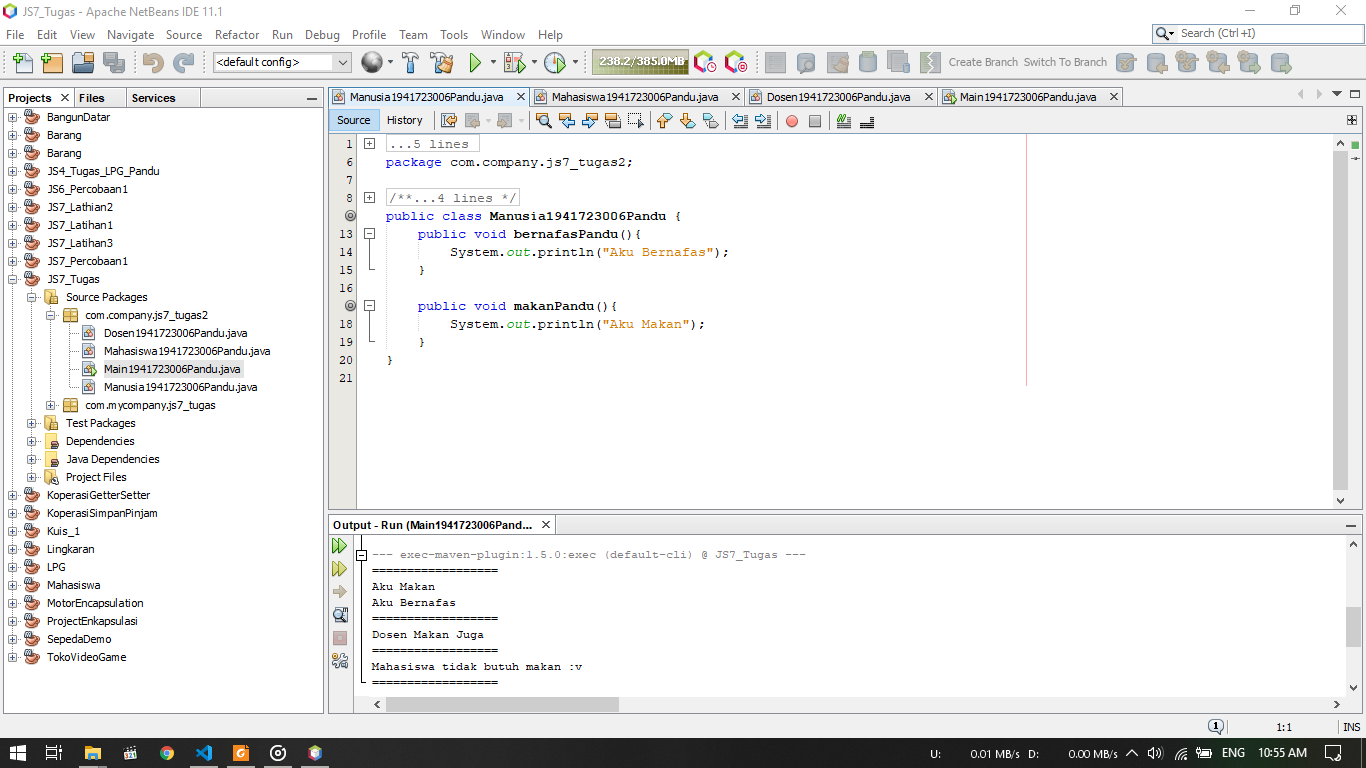 JS7_Tugas - Apache NetBeans IDE 11.1
File Edit View Navigate Source Refactor Run Debug Profile Team Tools Window Help
Search (Ctrl+I)
<default config>
238.2/385.0MB
Create Branch Switch To Branch
Projects Files Services
BangunDatar
Barang
Barang
JS4_Tugas_LPG_Pandu
JS6_Percobaan1
JS7_Lathian2
JS7_Latihan1
JS7_Latihan3
JS7_Percobaan1
JS7_Tugas
Source Packages
com.company.js7_tugas2
Dosen1941723006Pandu.java
Mahasiswa1941723006Pandu.java
Main1941723006Pandu.java
Manusia1941723006Pandu.java
com.mycompany.js7_tugas
Test Packages
Dependencies
Java Dependencies
Project Files
KoperasiGetterSetter
KoperasiSimpanPinjam
Kuis_1
Lingkaran
LPG
Mahasiswa
MotorEncapsulation
ProjectEnkapsulasi
SepedaDemo
TokoVideoGame
Manusia1941723006Pandu.java Mahasiswa1941723006Pandu.java Dosen1941723006Pandu.java Main1941723006Pandu.java
Source History
1 ...5 lines
6 package com.company.js7_tugas2;
7
8 /**...4 lines */
public class Manusia1941723006Pandu {
13 public void bernafasPandu(){
14 System.out.println("Aku Bernafas");
15 }
16
public void makanPandu(){
18 System.out.println("Aku Makan");
19 }
20 }
21
Output - Run (Main1941723006Pand...
--- exec-maven-plugin:1.5.0:exec (default-cli) @ JS7_Tugas ---
==================
Aku Makan
Aku Bernafas
==================
Dosen Makan Juga
==================
Mahasiswa tidak butuh makan :v
==================
1 1:1 INS
U: 0.01 MB/s D: 0.00 MB/s ENG 10:55 AM